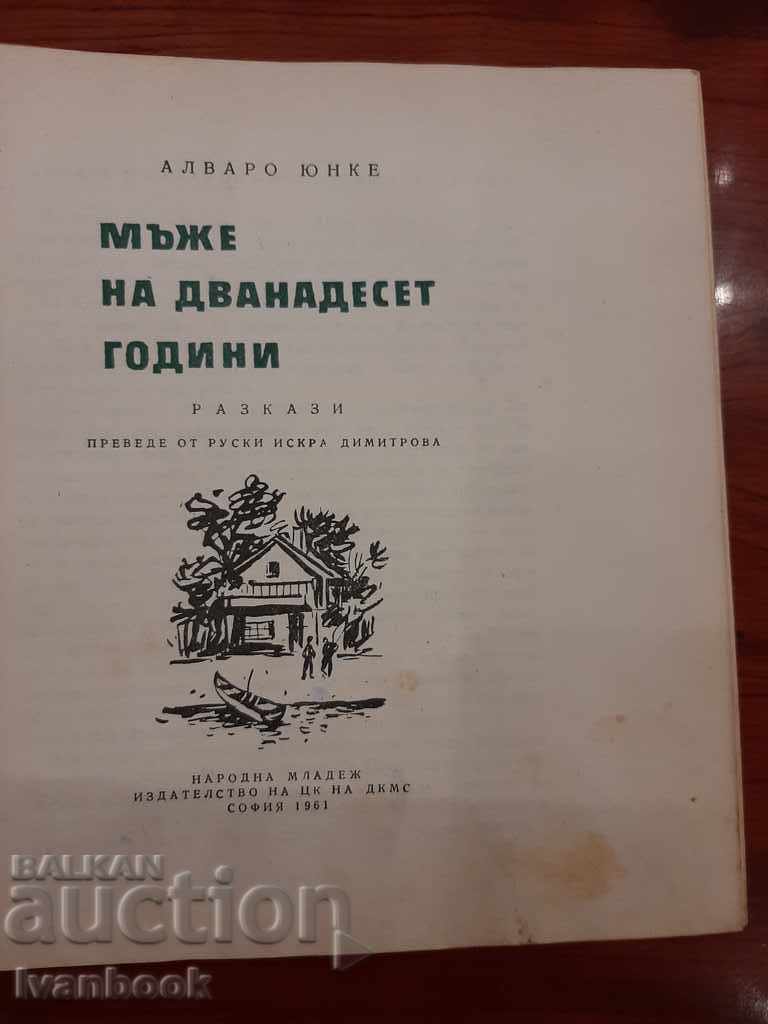 АЛВАРО ЮНКЕ
МЪЖЕ
НА ДВАНАДЕСЕТ
ГОДИНИ
РАЗКАЗИ
ПРЕВЕДЕ ОТ РУСКИ ИСКРА ДИМИТРОВА
НАРОДНА МЛАДЕЖ
ИЗДАТЕЛСТВО НА ЦК НА ДКМС
СОФИЯ 1961
BALKAN
auction
Ivanbook